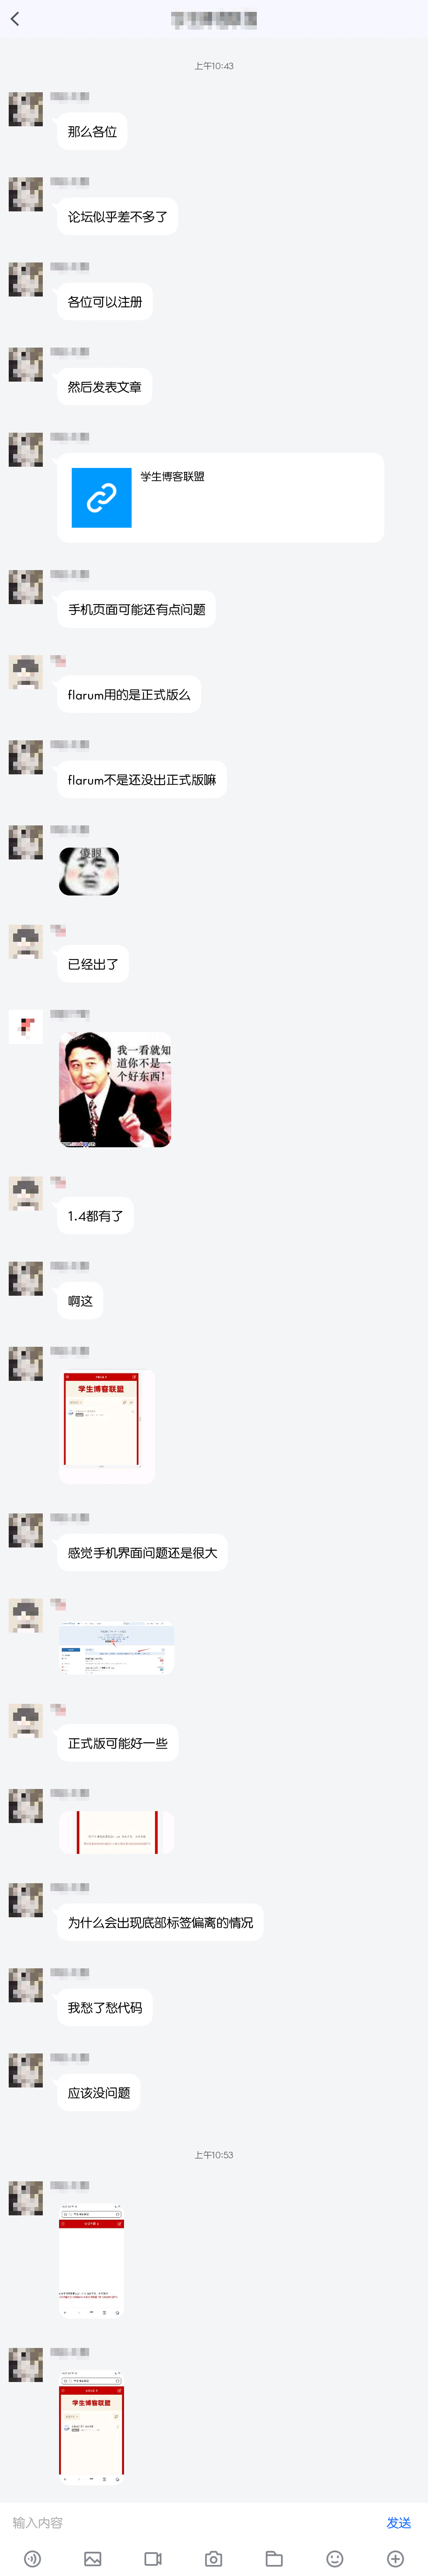 上午10:43
那么各位
论坛似乎差不多了
各位可以注册
然后发表文章
学生博客联盟
手机页面可能还有点问题
flarum用的是正式版么
flarum不是还没出正式版嘛
傻眼
已经出了
我一看就知
道你不是一
个好东西！
1.4都有了
啊这
学生博客联盟
感觉手机界面问题还是很大
正式版可能好一些
为什么会出现底部标签偏离的情况
我愁了愁代码
应该没问题
上午10:53
学生博客联盟
输入内容
发送